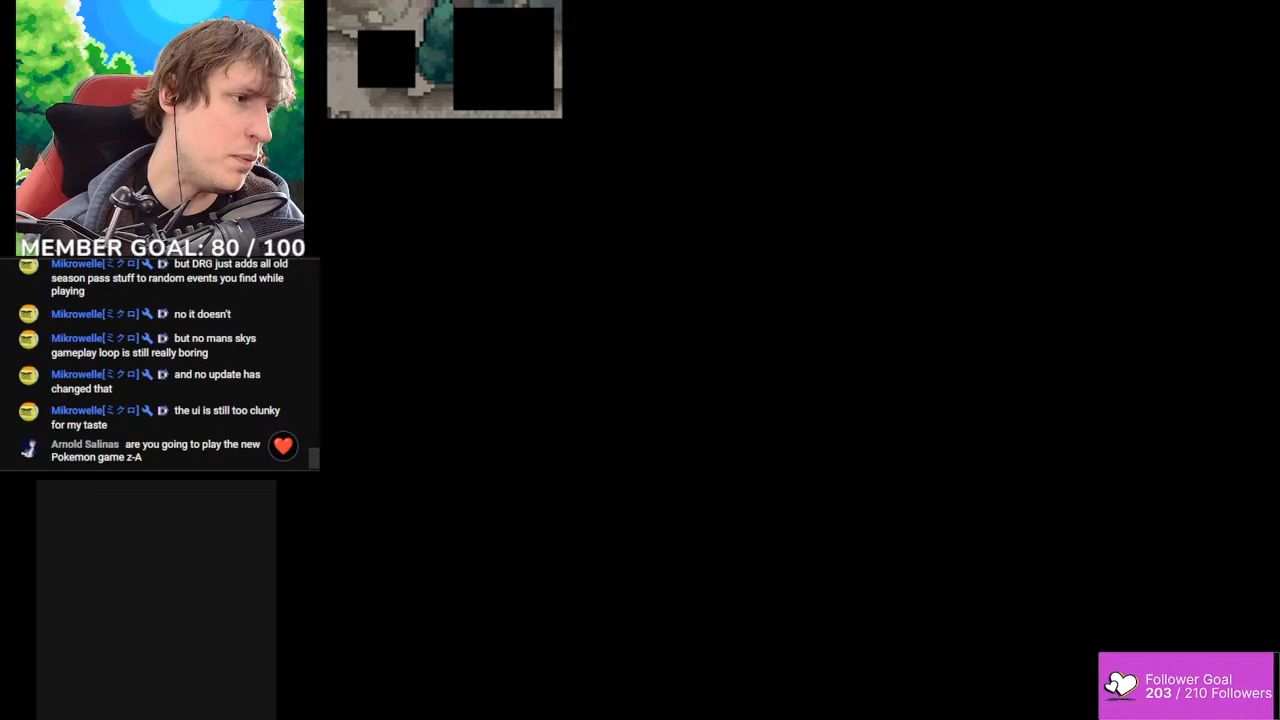 MEMBER GOAL: 80 / 100
Mikrowelle[ミクロ] but DRG just adds all old
season pass stuff to random events you find while
playing
Mikrowelle[ミクロ] no it doesn't
Mikrowelle[ミクロ] but no mans skys
gameplay loop is still really boring
Mikrowelle[ミクロ] and no update has
changed that
Mikrowelle[ミクロ] the ui is still too clunky
for my taste
Arnold Salinas are you going to play the new
Pokemon game z-A
Follower Goal
203 / 210 Followers